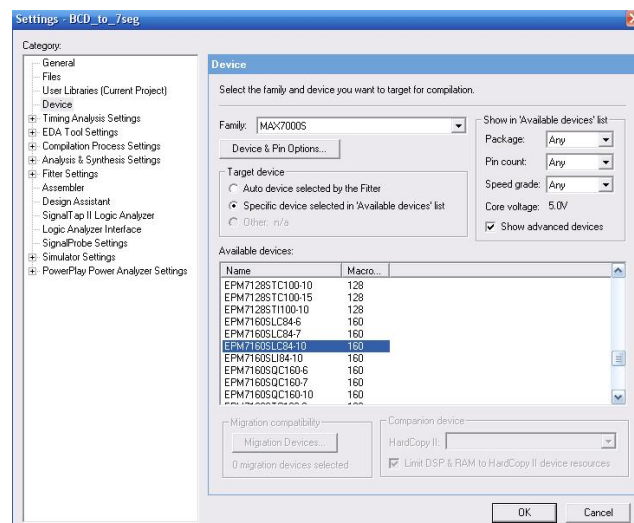 Settings - BCD_to_7seg
Category:
General
Files
User Libraries (Current Project)
Device
Timing Analysis Settings
EDA Tool Settings
Compilation Process Settings
Analysis & Synthesis Settings
Fitter Settings
Assembler
Design Assistant
SignalTap II Logic Analyzer
Logic Analyzer Interface
SignalProbe Settings
Simulator Settings
PowerPlay Power Analyzer Settings
Device
Select the family and device you want to target for compilation.
Family: MAX7000S
Device & Pin Options...
Target device
Auto device selected by the Fitter
Specific device selected in 'Available devices' list
Other: n/a
Show in 'Available devices' list
Package: Any
Pin count: Any
Speed grade: Any
Core voltage: 5.0V
Show advanced devices
Available devices:
Name Macro...
EPM7128STC100-10 128
EPM7128STC100-15 128
EPM7128STI100-10 128
EPM7160SLC84-6 160
EPM7160SLC84-7 160
EPM7160SLC84-10 160
EPM7160SLI84-10 160
EPM7160SQC160-6 160
EPM7160SQC160-7 160
EPM7160SQC160-10 160
Migration compatibility
Migration Devices...
0 migration devices selected
Companion device
HardCopy II:
Limit DSP & RAM to HardCopy II device resources
OK Cancel